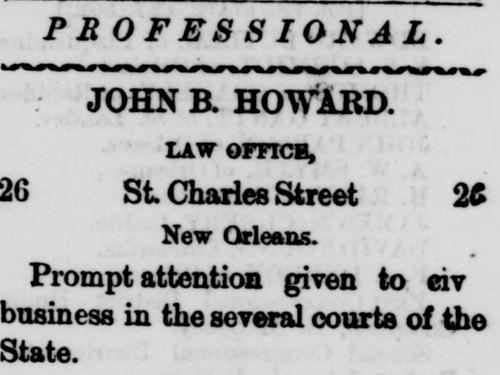 PROFESSIONAL.
JOHN B. HOWARD.
LAW OFFICE,
26 St. Charles Street 26
New Orleans.
Prompt attention given to civ
business in the several courts of the
State.